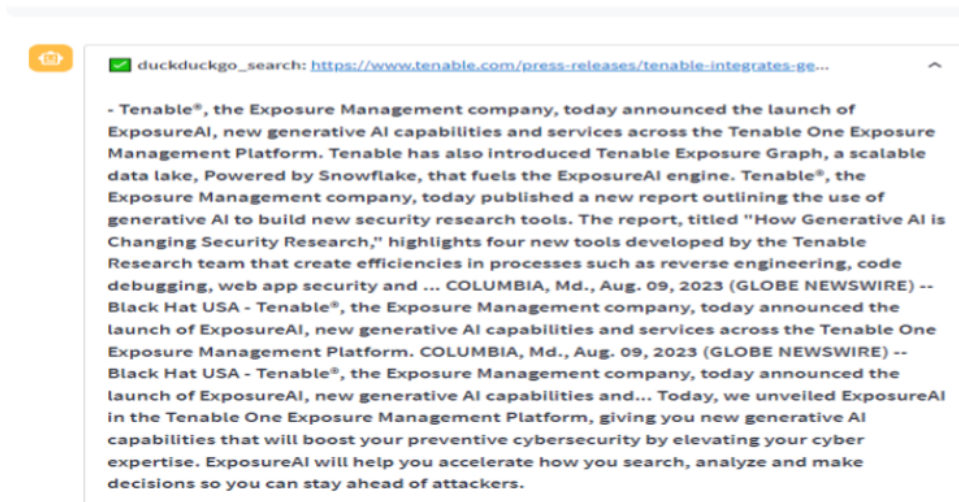 duckduckgo_search: https://www.tenable.com/press-releases/tenable-integrates-ge...
- Tenable®, the Exposure Management company, today announced the launch of
ExposureAI, new generative AI capabilities and services across the Tenable One Exposure
Management Platform. Tenable has also introduced Tenable Exposure Graph, a scalable
data lake, Powered by Snowflake, that fuels the ExposureAI engine. Tenable®, the
Exposure Management company, today published a new report outlining the use of
generative AI to build new security research tools. The report, titled "How Generative AI is
Changing Security Research," highlights four new tools developed by the Tenable
Research team that create efficiencies in processes such as reverse engineering, code
debugging, web app security and ... COLUMBIA, Md., Aug. 09, 2023 (GLOBE NEWSWIRE) --
Black Hat USA - Tenable®, the Exposure Management company, today announced the
launch of ExposureAI, new generative AI capabilities and services across the Tenable One
Exposure Management Platform. COLUMBIA, Md., Aug. 09, 2023 (GLOBE NEWSWIRE) --
Black Hat USA - Tenable®, the Exposure Management company, today announced the
launch of ExposureAI, new generative AI capabilities and... Today, we unveiled ExposureAI
in the Tenable One Exposure Management Platform, giving you new generative AI
capabilities that will boost your preventive cybersecurity by elevating your cyber
expertise. ExposureAI will help you accelerate how you search, analyze and make
decisions so you can stay ahead of attackers.